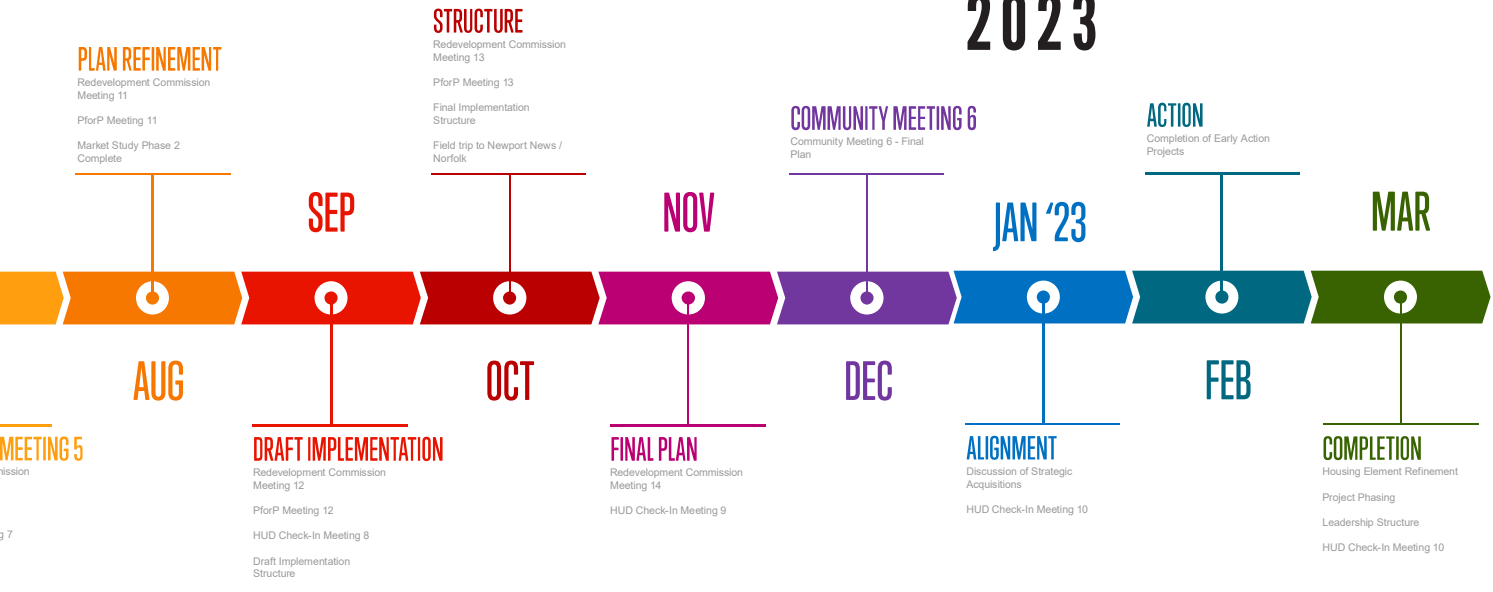 2023
STRUCTURE
Redevelopment Commission
Meeting 13
PforP Meeting 13
Final Implementation
Structure
Field trip to Newport News /
Norfolk
PLAN REFINEMENT
Redevelopment Commission
Meeting 11
PforP Meeting 11
Market Study Phase 2
Complete
COMMUNITY MEETING 6
Community Meeting 6 - Final
Plan
ACTION
Completion of Early Action
Projects
SEP
NOV
JAN ‘23
MAR
AUG
OCT
DEC
FEB
MEETING 5
ission
g 7
DRAFT IMPLEMENTATION
Redevelopment Commission
Meeting 12
PforP Meeting 12
HUD Check-In Meeting 8
Draft Implementation
Structure
FINAL PLAN
Redevelopment Commission
Meeting 14
HUD Check-In Meeting 9
ALIGNMENT
Discussion of Strategic
Acquisitions
HUD Check-In Meeting 10
COMPLETION
Housing Element Refinement
Project Phasing
Leadership Structure
HUD Check-In Meeting 10